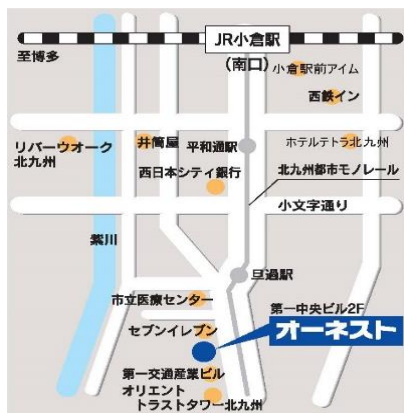 JR小倉駅
(南口)
至博多
小倉駅前アイム
西鉄イン
リバーウオーク
北九州
井筒屋
平和通駅
ホテルテトラ北九州
西日本シティ銀行
北九州都市モノレール
小文字通り
紫川
旦過駅
市立医療センター
第一中央ビル2F
オーネスト
セブンイレブン
第一交通産業ビル
オリエント
トラストタワー北九州